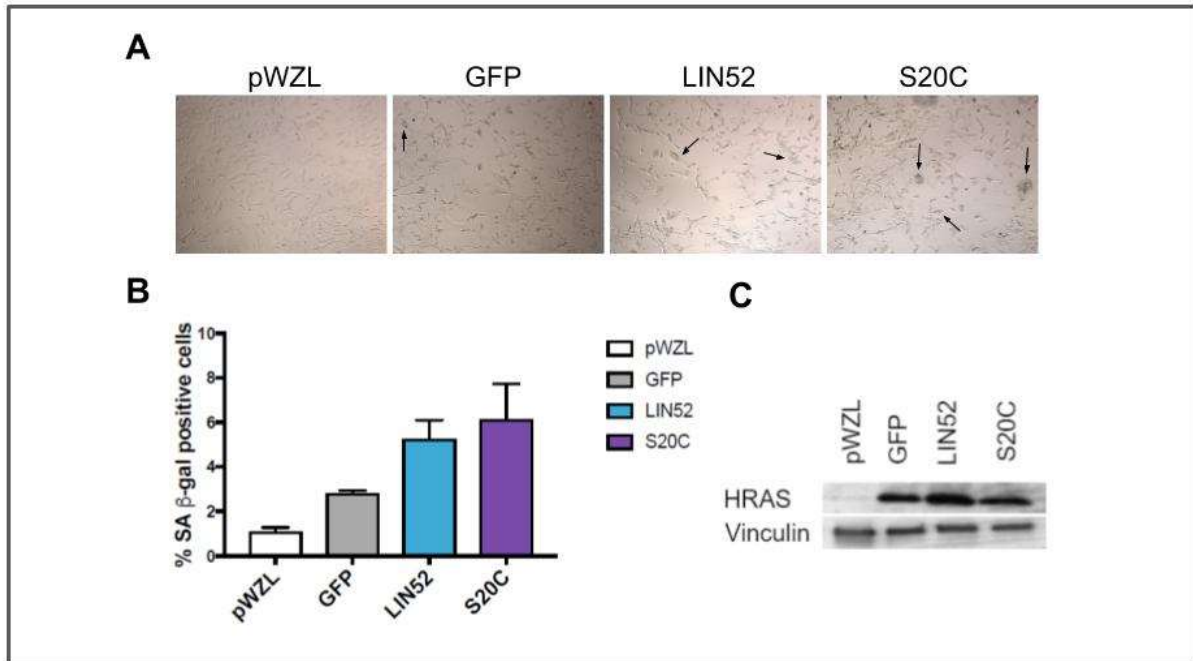 A
pWZL GFP LIN52 S20C
B
% SA β-gal positive cells
10
8
6
4
2
0
pWZL GFP LIN52 S20C
pWZL
GFP
LIN52
S20C
C
pWZL GFP LIN52 S20C
HRAS
Vinculin